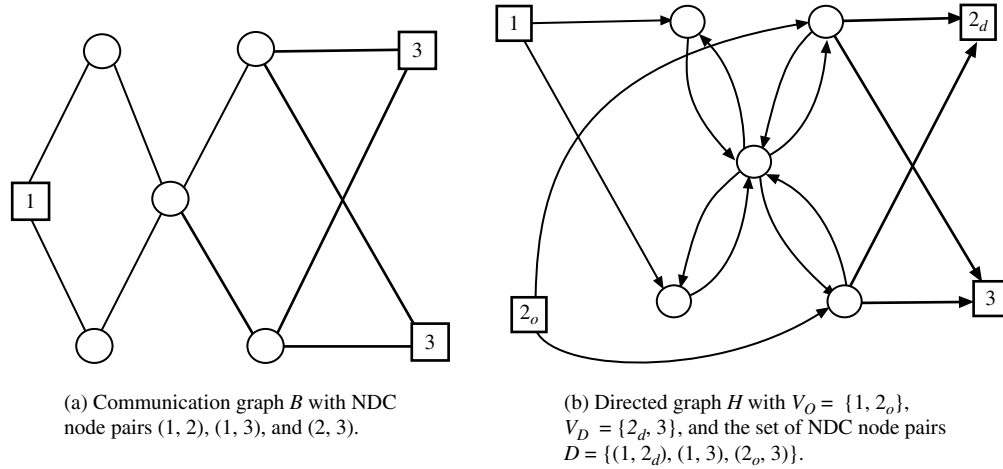 1
3
3
1
2d
2o
3
(a) Communication graph B with NDC
node pairs (1, 2), (1, 3), and (2, 3).
(b) Directed graph H with VO = {1, 2o},
VD = {2d, 3}, and the set of NDC node pairs
D = {(1, 2d), (1, 3), (2o, 3)}.